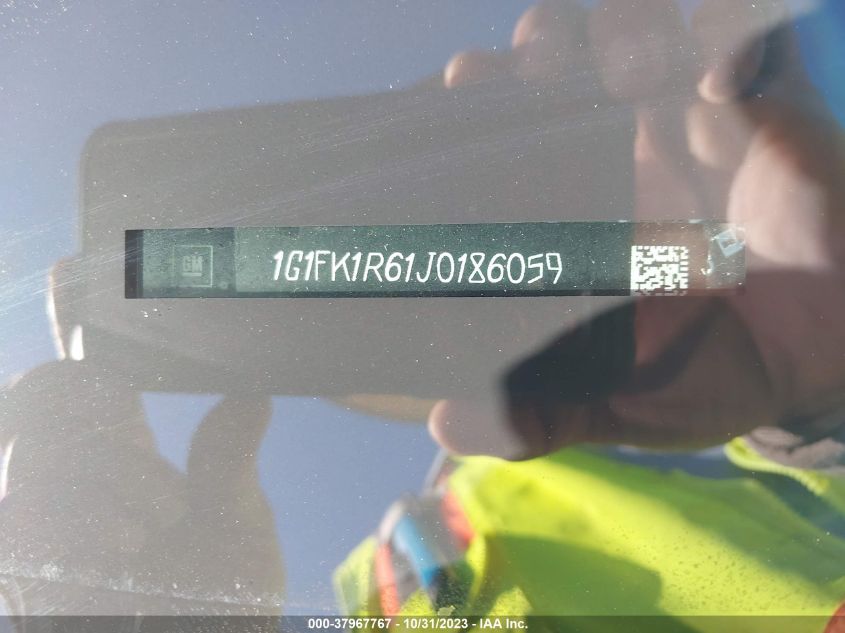 GM
1G1FK1R61J0186059
000-37967767 - 10/31/2023 - IAA Inc.